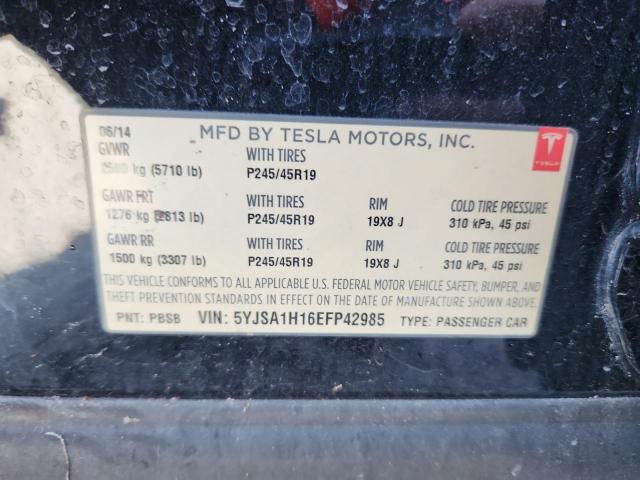 06/14 MFD BY TESLA MOTORS, INC.
GVWR WITH TIRES
kg (5710 lb) P245/45R19 TESLA
GAWR FRT WITH TIRES RIM COLD TIRE PRESSURE
1276 kg 2813 lb) P245/45R19 19X8 J 310 kPa, 45 psi
GAWR RR WITH TIRES RIM COLD TIRE PRESSURE
1500 kg (3307 lb) P245/45R19 19X8 J 310 kPa, 45 psi
THIS VEHICLE CONFORMS TO ALL APPLICABLE U.S. FEDERAL MOTOR VEHICLE SAFETY, BUMPER, AND
THEFT PREVENTION STANDARDS IN EFFECT ON THE DATE OF MANUFACTURE SHOWN ABOVE.
PNT: PBSB VIN: 5YJSA1H16EFP42985 TYPE: PASSENGER CAR